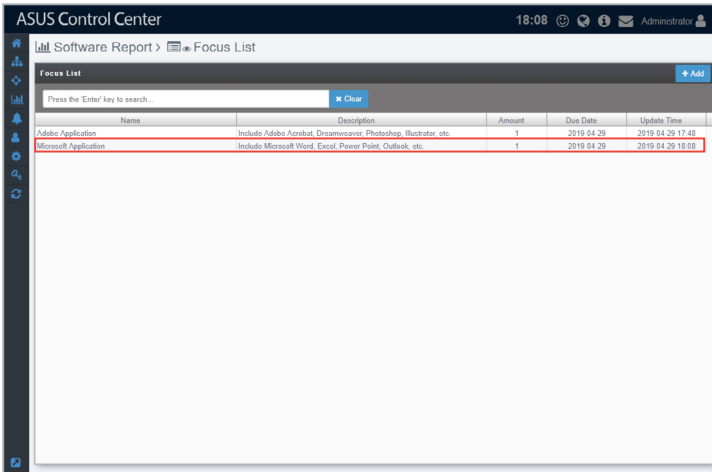 ASUS Control Center
18:08
Administrator
Software Report > Focus List
Focus List
+ Add
Press the 'Enter' key to search...
✖ Clear
Name Description Amount Due Date Update Time
Adobe Application Include Adobe Acrobat, Dreamweaver, Photoshop, Illustrator, etc. 1 2019 04 29 2019 04 29 17:48
Microsoft Application Include Microsoft Word, Excel, Power Point, Outlook, etc. 1 2019 04 29 2019 04 29 18:08